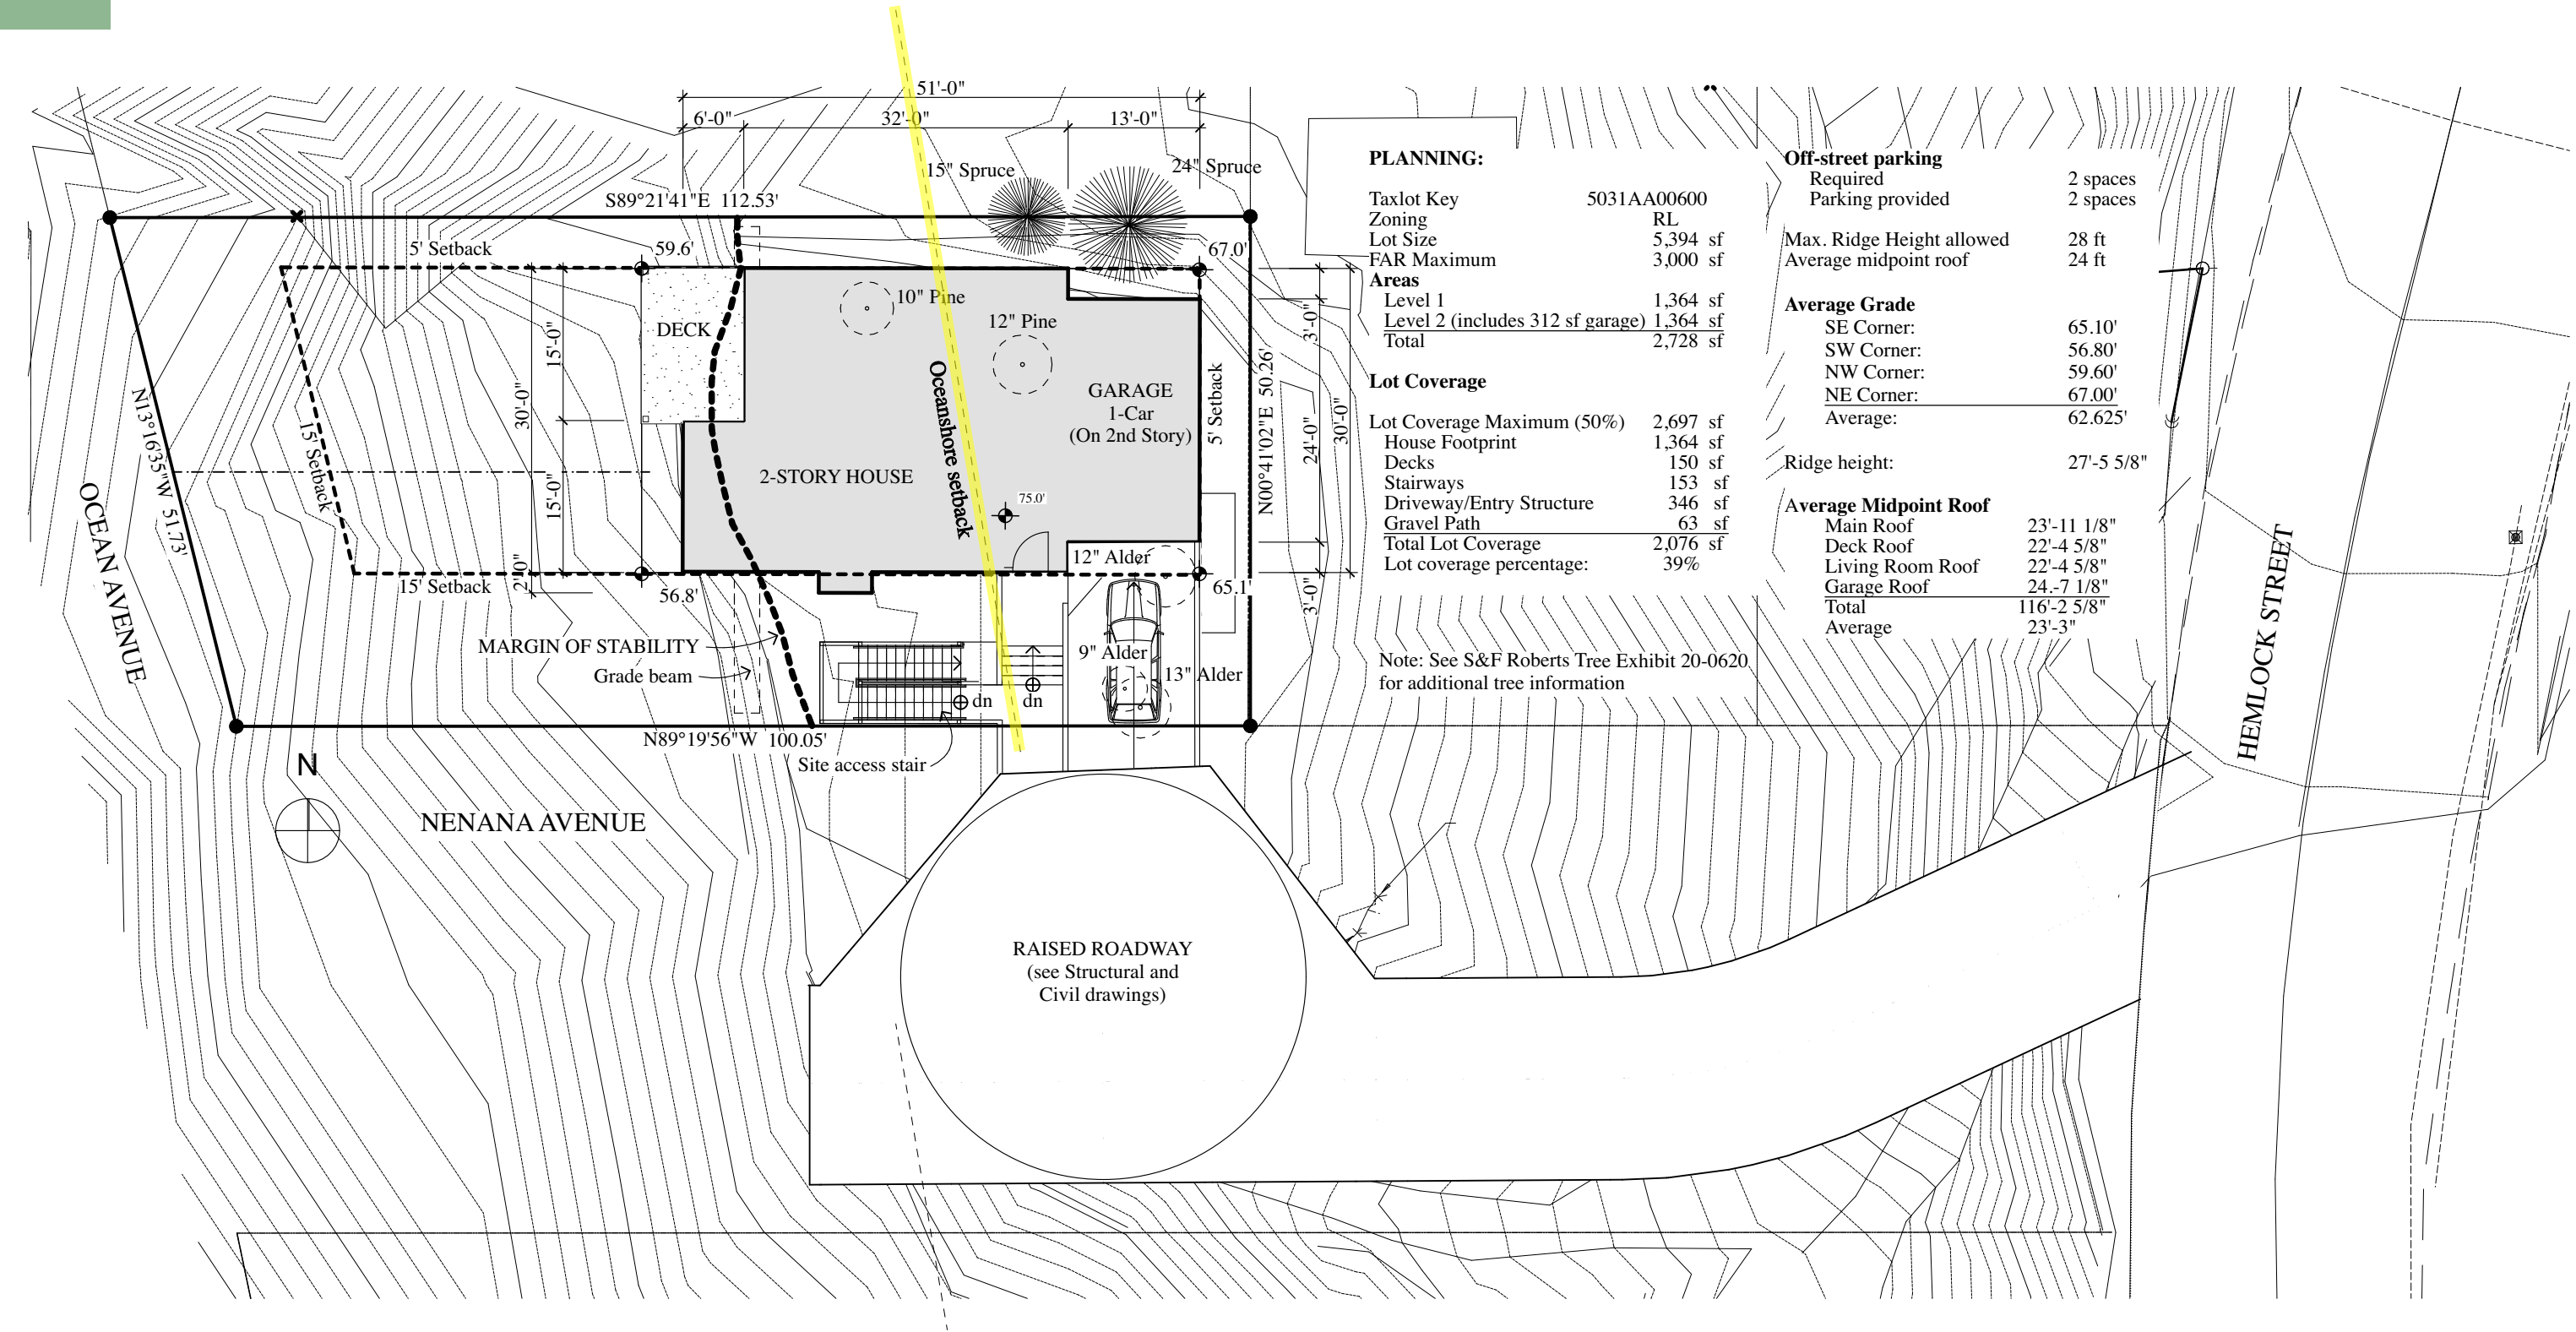 51'-0"
6'-0"
32'-0"
13'-0"
15" Spruce
24" Spruce
S89°21'41"E 112.53'
5' Setback
59.6'
67.0'
10" Pine
12" Pine
DECK
15'-0"
30'-0"
15'-0"
2'-0"
Oceanshore setback
GARAGE
1-Car
(On 2nd Story)
5' Setback
N00°41'02"E 50.26'
3'-0"
24'-0"
30'-0"
3'-0"
N13°16'35"W 51.73'
15' Setback
2-STORY HOUSE
75.0'
OCEAN AVENUE
15' Setback
56.8'
12" Alder
65.1'
MARGIN OF STABILITY
Grade beam
9" Alder
13" Alder
dn
dn
N89°19'56"W 100.05'
Site access stair
N
NENANA AVENUE
RAISED ROADWAY
(see Structural and
Civil drawings)
HEMLOCK STREET
PLANNING:
Taxlot Key 5031AA00600
Zoning RL
Lot Size 5,394 sf
FAR Maximum 3,000 sf
Areas
Level 1 1,364 sf
Level 2 (includes 312 sf garage) 1,364 sf
Total 2,728 sf
Lot Coverage
Lot Coverage Maximum (50%) 2,697 sf
House Footprint 1,364 sf
Decks 150 sf
Stairways 153 sf
Driveway/Entry Structure 346 sf
Gravel Path 63 sf
Total Lot Coverage 2,076 sf
Lot coverage percentage: 39%
Note: See S&F Roberts Tree Exhibit 20-0620
for additional tree information
Off-street parking
Required 2 spaces
Parking provided 2 spaces
Max. Ridge Height allowed 28 ft
Average midpoint roof 24 ft
Average Grade
SE Corner: 65.10'
SW Corner: 56.80'
NW Corner: 59.60'
NE Corner: 67.00'
Average: 62.625'
Ridge height: 27'-5 5/8"
Average Midpoint Roof
Main Roof 23'-11 1/8"
Deck Roof 22'-4 5/8"
Living Room Roof 22'-4 5/8"
Garage Roof 24.-7 1/8"
Total 116'-2 5/8"
Average 23'-3"